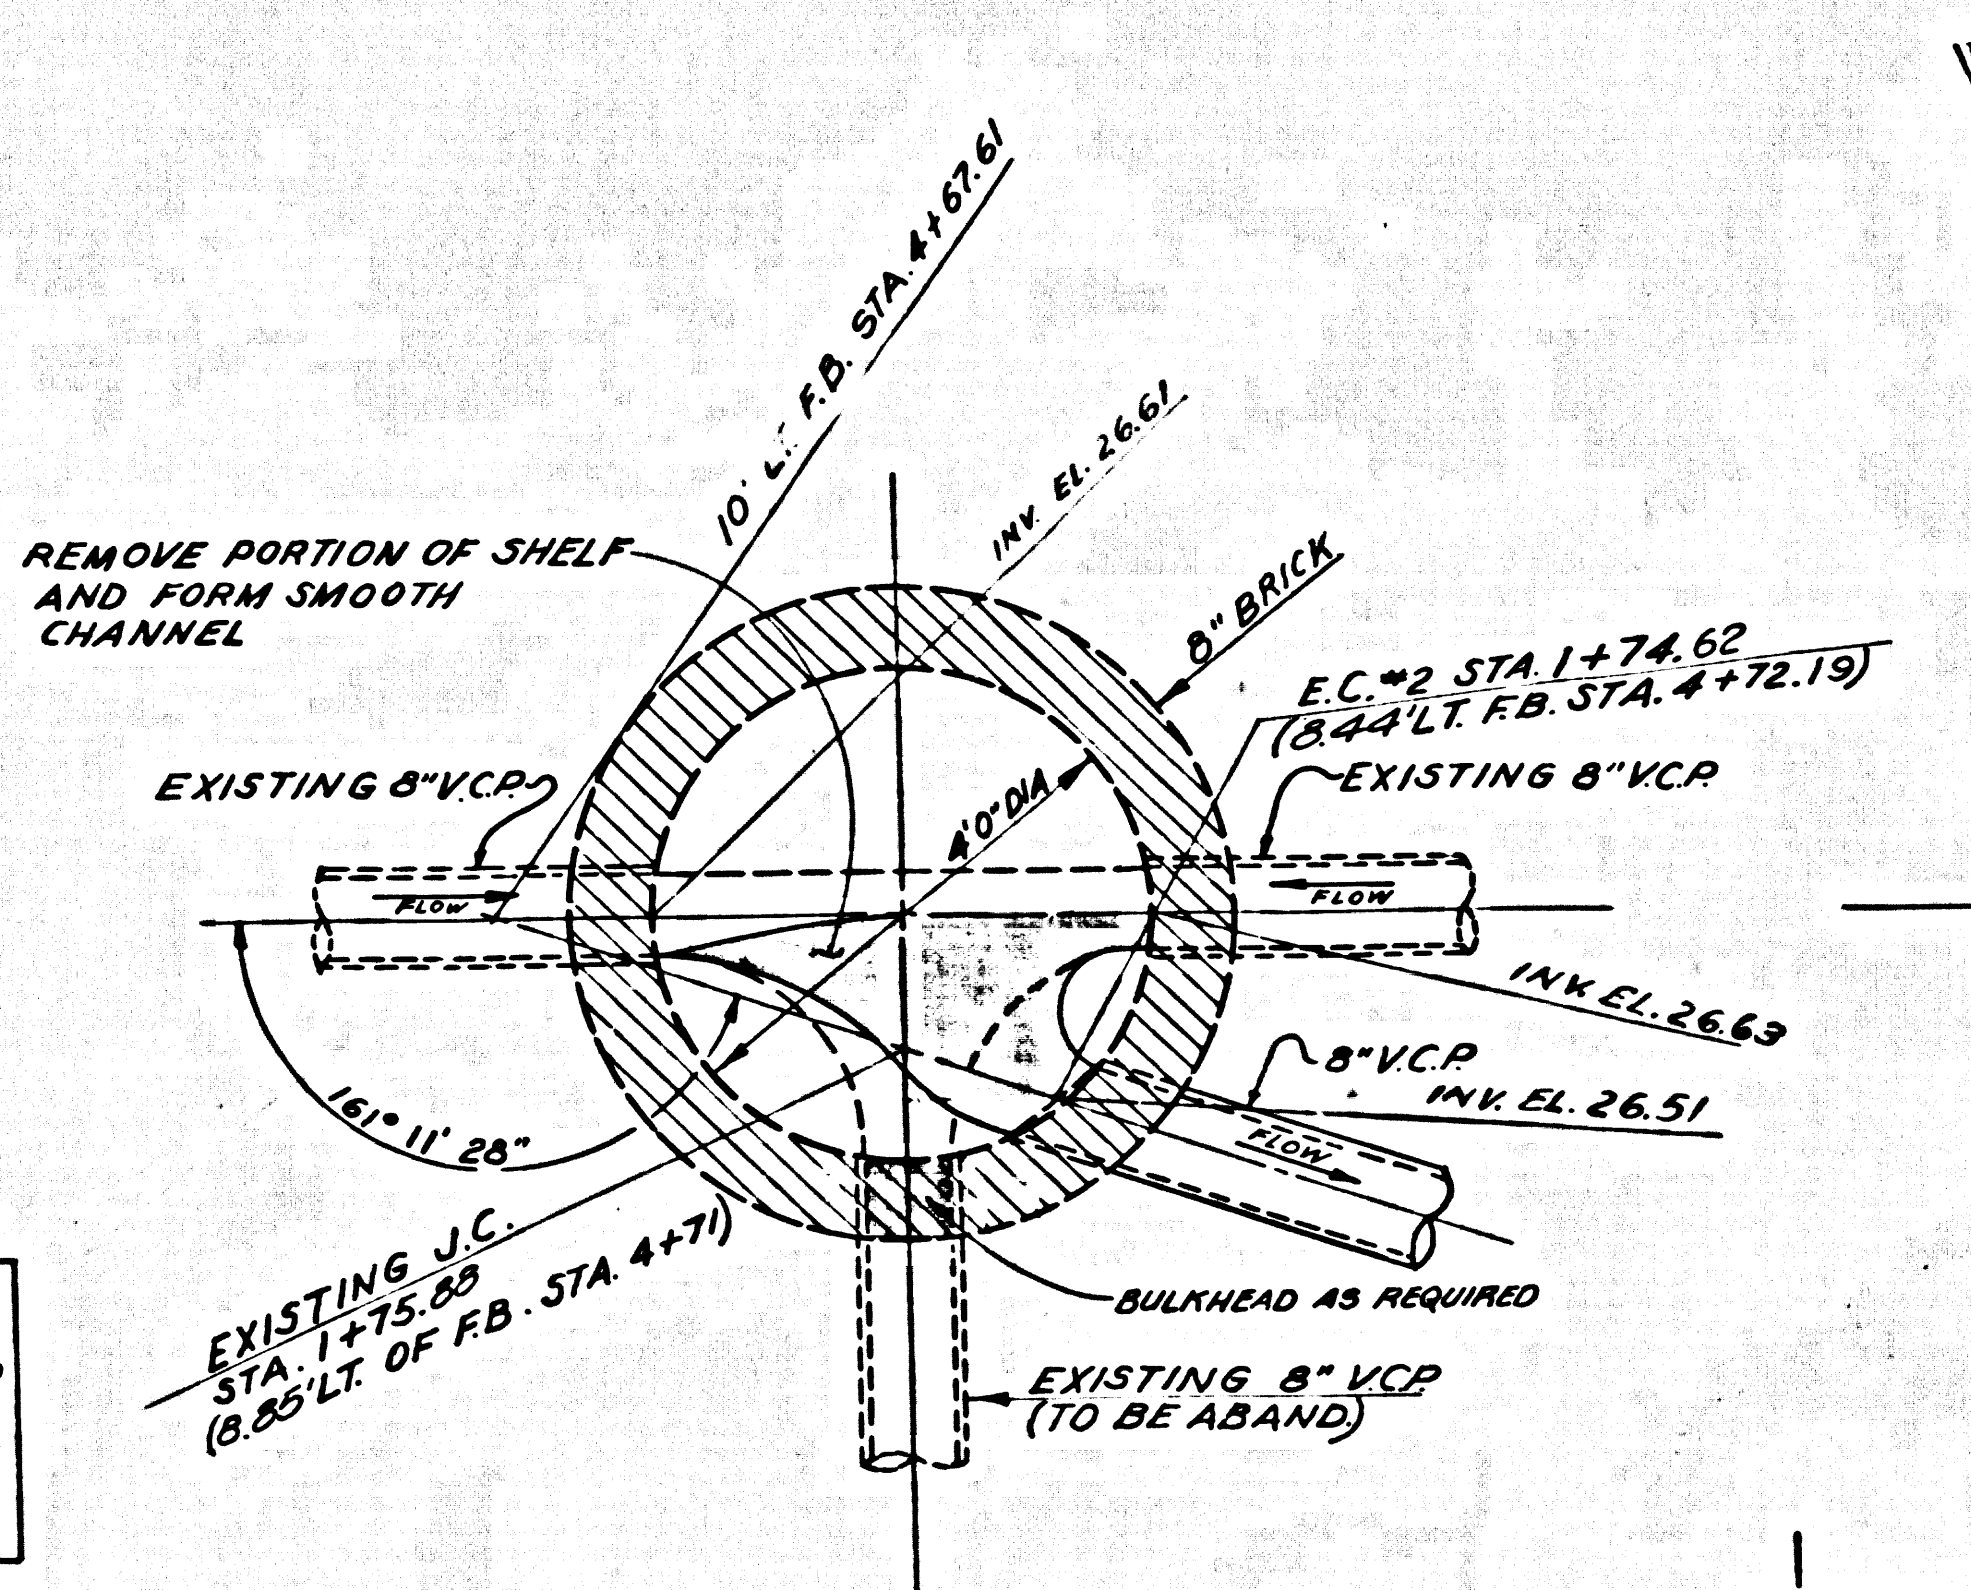 10' LT. F.B. STA. 4+67.61
INV. EL. 26.61
REMOVE PORTION OF SHELF
AND FORM SMOOTH
CHANNEL
8" BRICK
E.C. #2 STA. 1+74.62
(8.44' LT. F.B. STA. 4+72.19)
EXISTING 8" V.C.P.
EXISTING 8" V.C.P.
4'0" DIA
FLOW
FLOW
INV. EL. 26.63
8" V.C.P.
INV. EL. 26.51
FLOW
161° 11' 28"
EXISTING J.C.
STA. 1+75.88
(8.85' LT. OF F.B. STA. 4+71)
BULKHEAD AS REQUIRED
EXISTING 8" V.C.P.
(TO BE ABAND.)